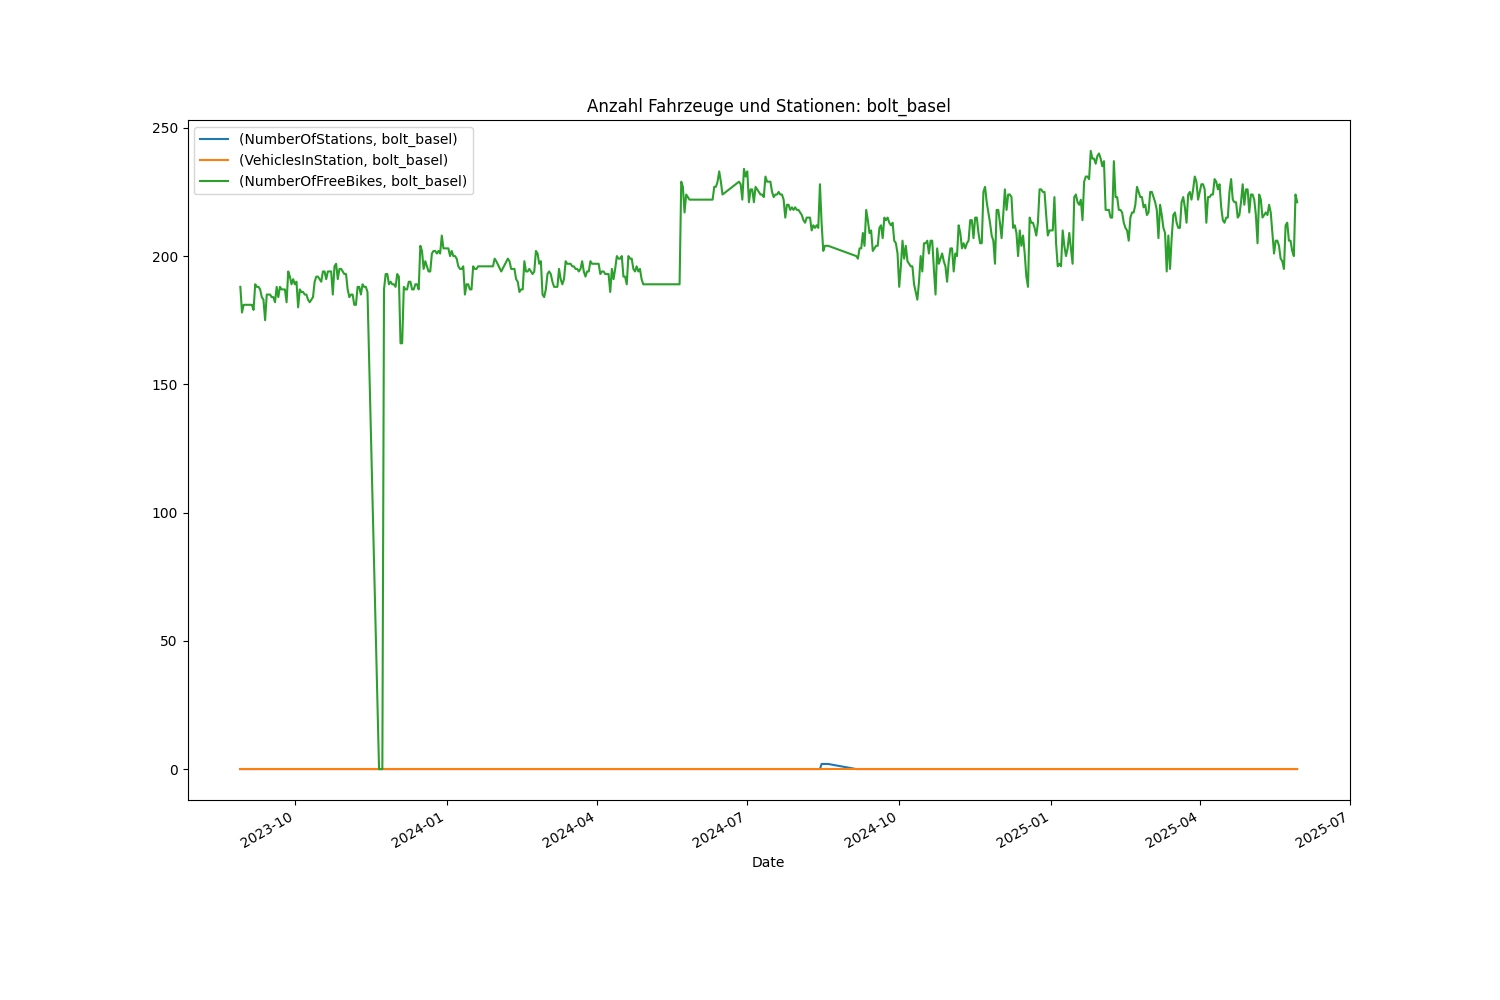 Anzahl Fahrzeuge und Stationen: bolt_basel
(NumberOfStations, bolt_basel)
(VehiclesInStation, bolt_basel)
(NumberOfFreeBikes, bolt_basel)
250
200
150
100
50
0
2023-10
2024-01
2024-04
2024-07
2024-10
2025-01
2025-04
2025-07
Date